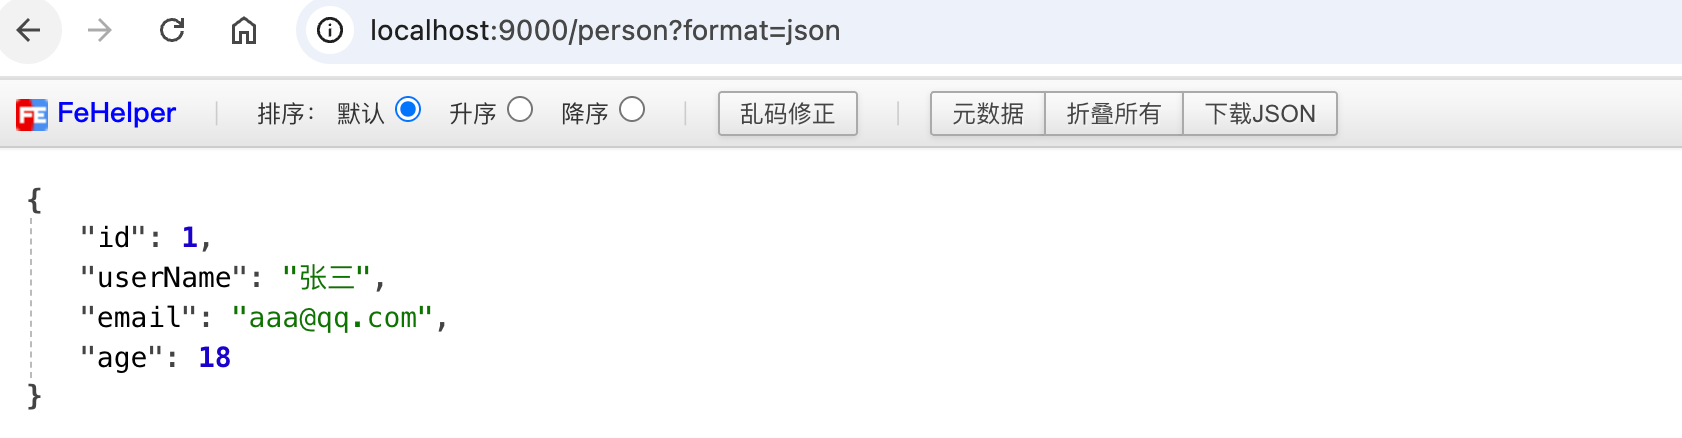 localhost:9000/person?format=json
FE FeHelper 排序： 默认 升序 降序 乱码修正 元数据 折叠所有 下载JSON
{
"id": 1,
"userName": "张三",
"email": "aaa@qq.com",
"age": 18
}